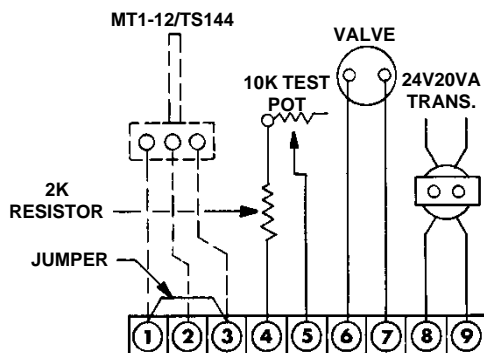 MT1-12/TS144
VALVE
10K TEST
POT
24V20VA
TRANS.
2K
RESISTOR
JUMPER
1 2 3 4 5 6 7 8 9